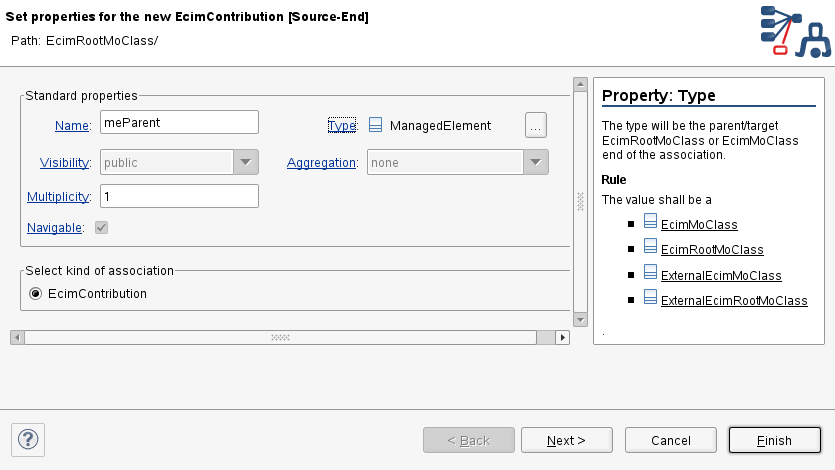 Set properties for the new EcimContribution [Source-End]
Path: EcimRootMoClass/
Standard properties
Name: meParent Type: ManagedElement ...
Visibility: public Aggregation: none
Multiplicity: 1
Navigable:
Select kind of association
EcimContribution
Property: Type
The type will be the parent/target
EcimRootMoClass or EcimMoClass
end of the association.
Rule
The value shall be a
EcimMoClass
EcimRootMoClass
ExternalEcimMoClass
ExternalEcimRootMoClass
.
? < Back Next > Cancel Finish